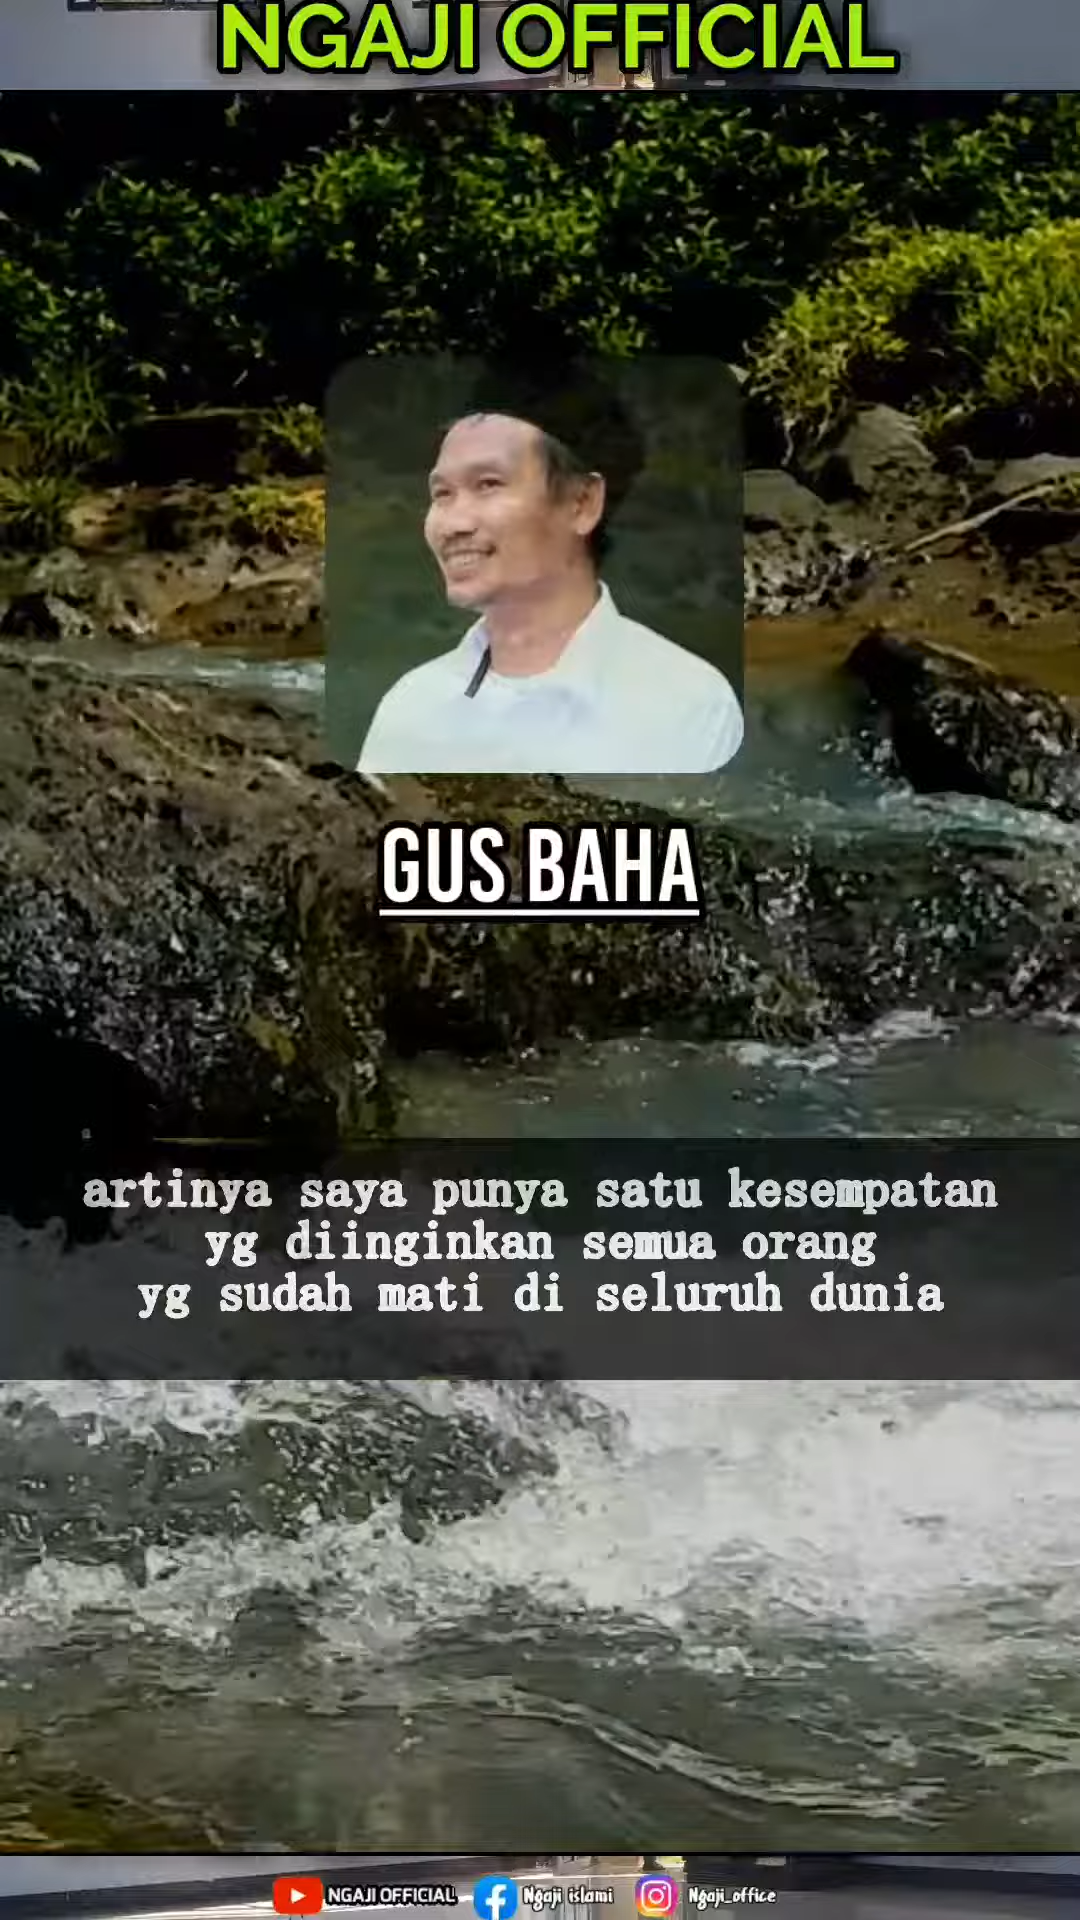 NGAJI OFFICIAL
GUS BAHA
artinya saya punya satu kesempatan
yg diinginkan semua orang
yg sudah mati di seluruh dunia
NGAJI OFFICIAL
Ngaji islami
Ngaji_office